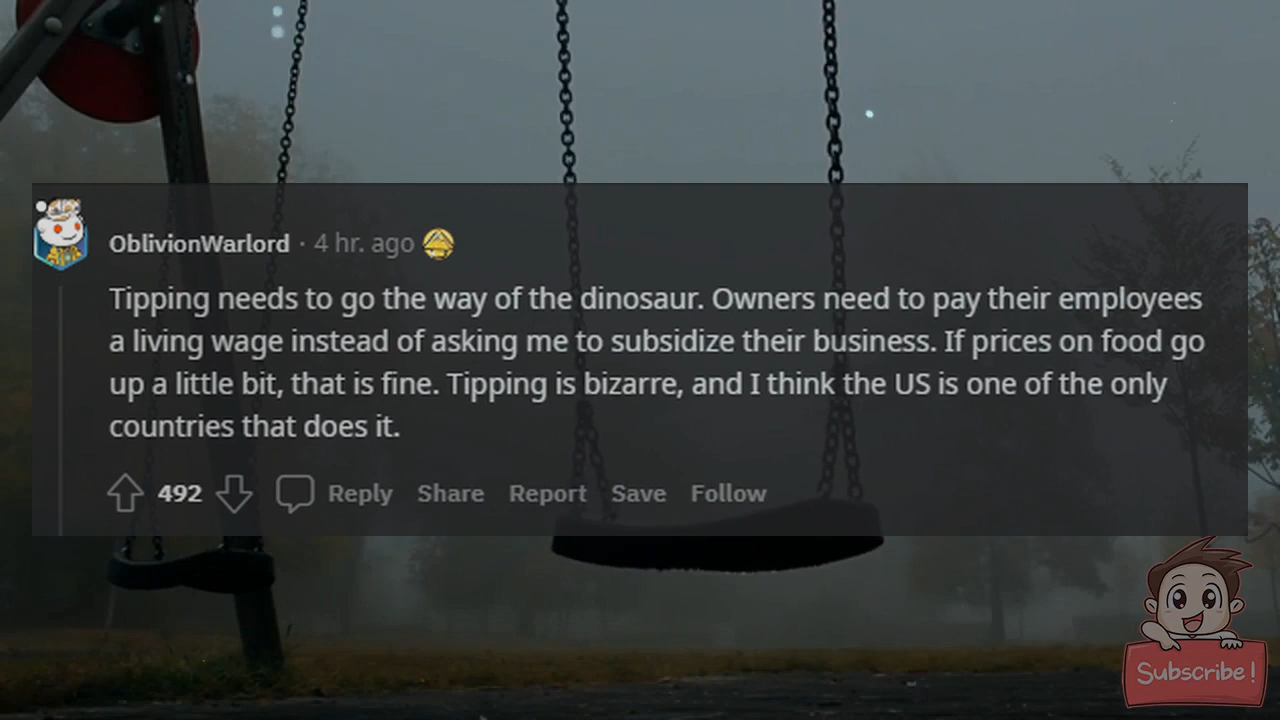 OblivionWarlord · 4 hr. ago
Tipping needs to go the way of the dinosaur. Owners need to pay their employees
a living wage instead of asking me to subsidize their business. If prices on food go
up a little bit, that is fine. Tipping is bizarre, and I think the US is one of the only
countries that does it.
492 Reply Share Report Save Follow
Subscribe!